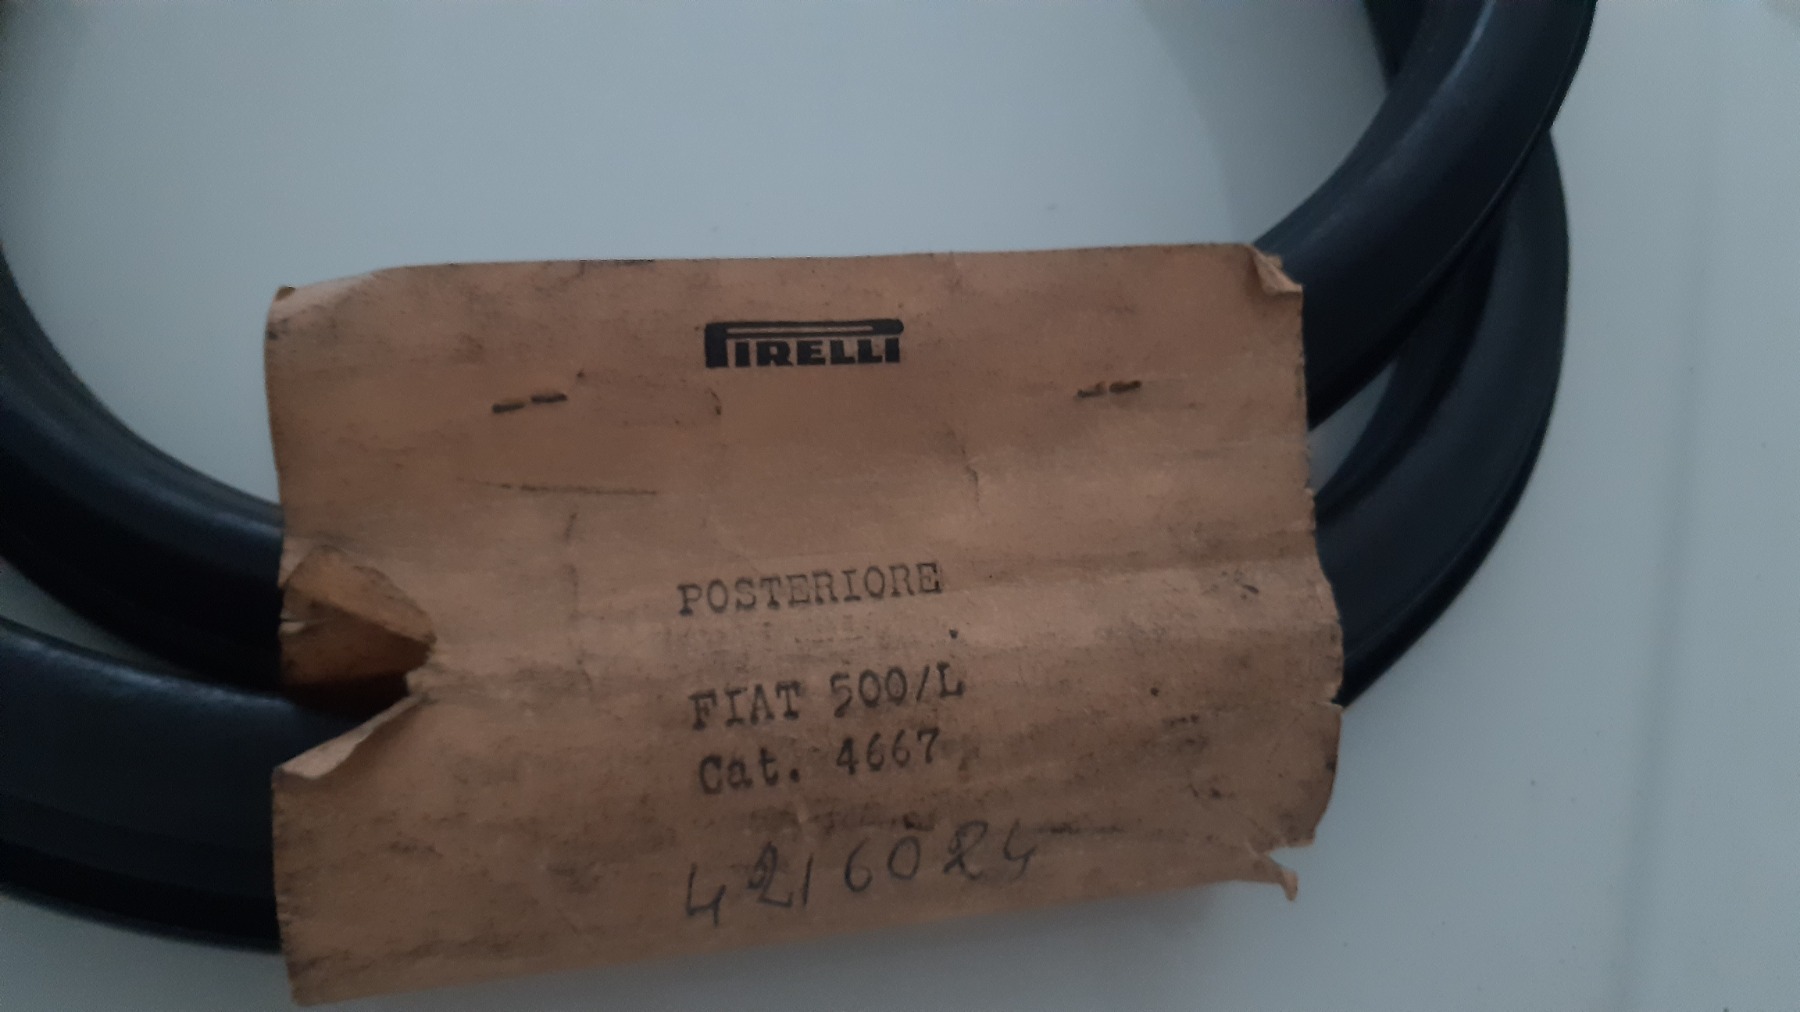 PIRELLI
POSTERIORE
FIAT 500/L
Cat. 4667
4216024